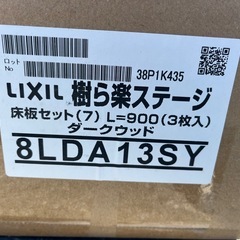 ロット
No
38P1K435
LIXIL 樹ら楽ステージ
床板セット(7) L=900(3枚入)
ダークウッド
8LDA13SY